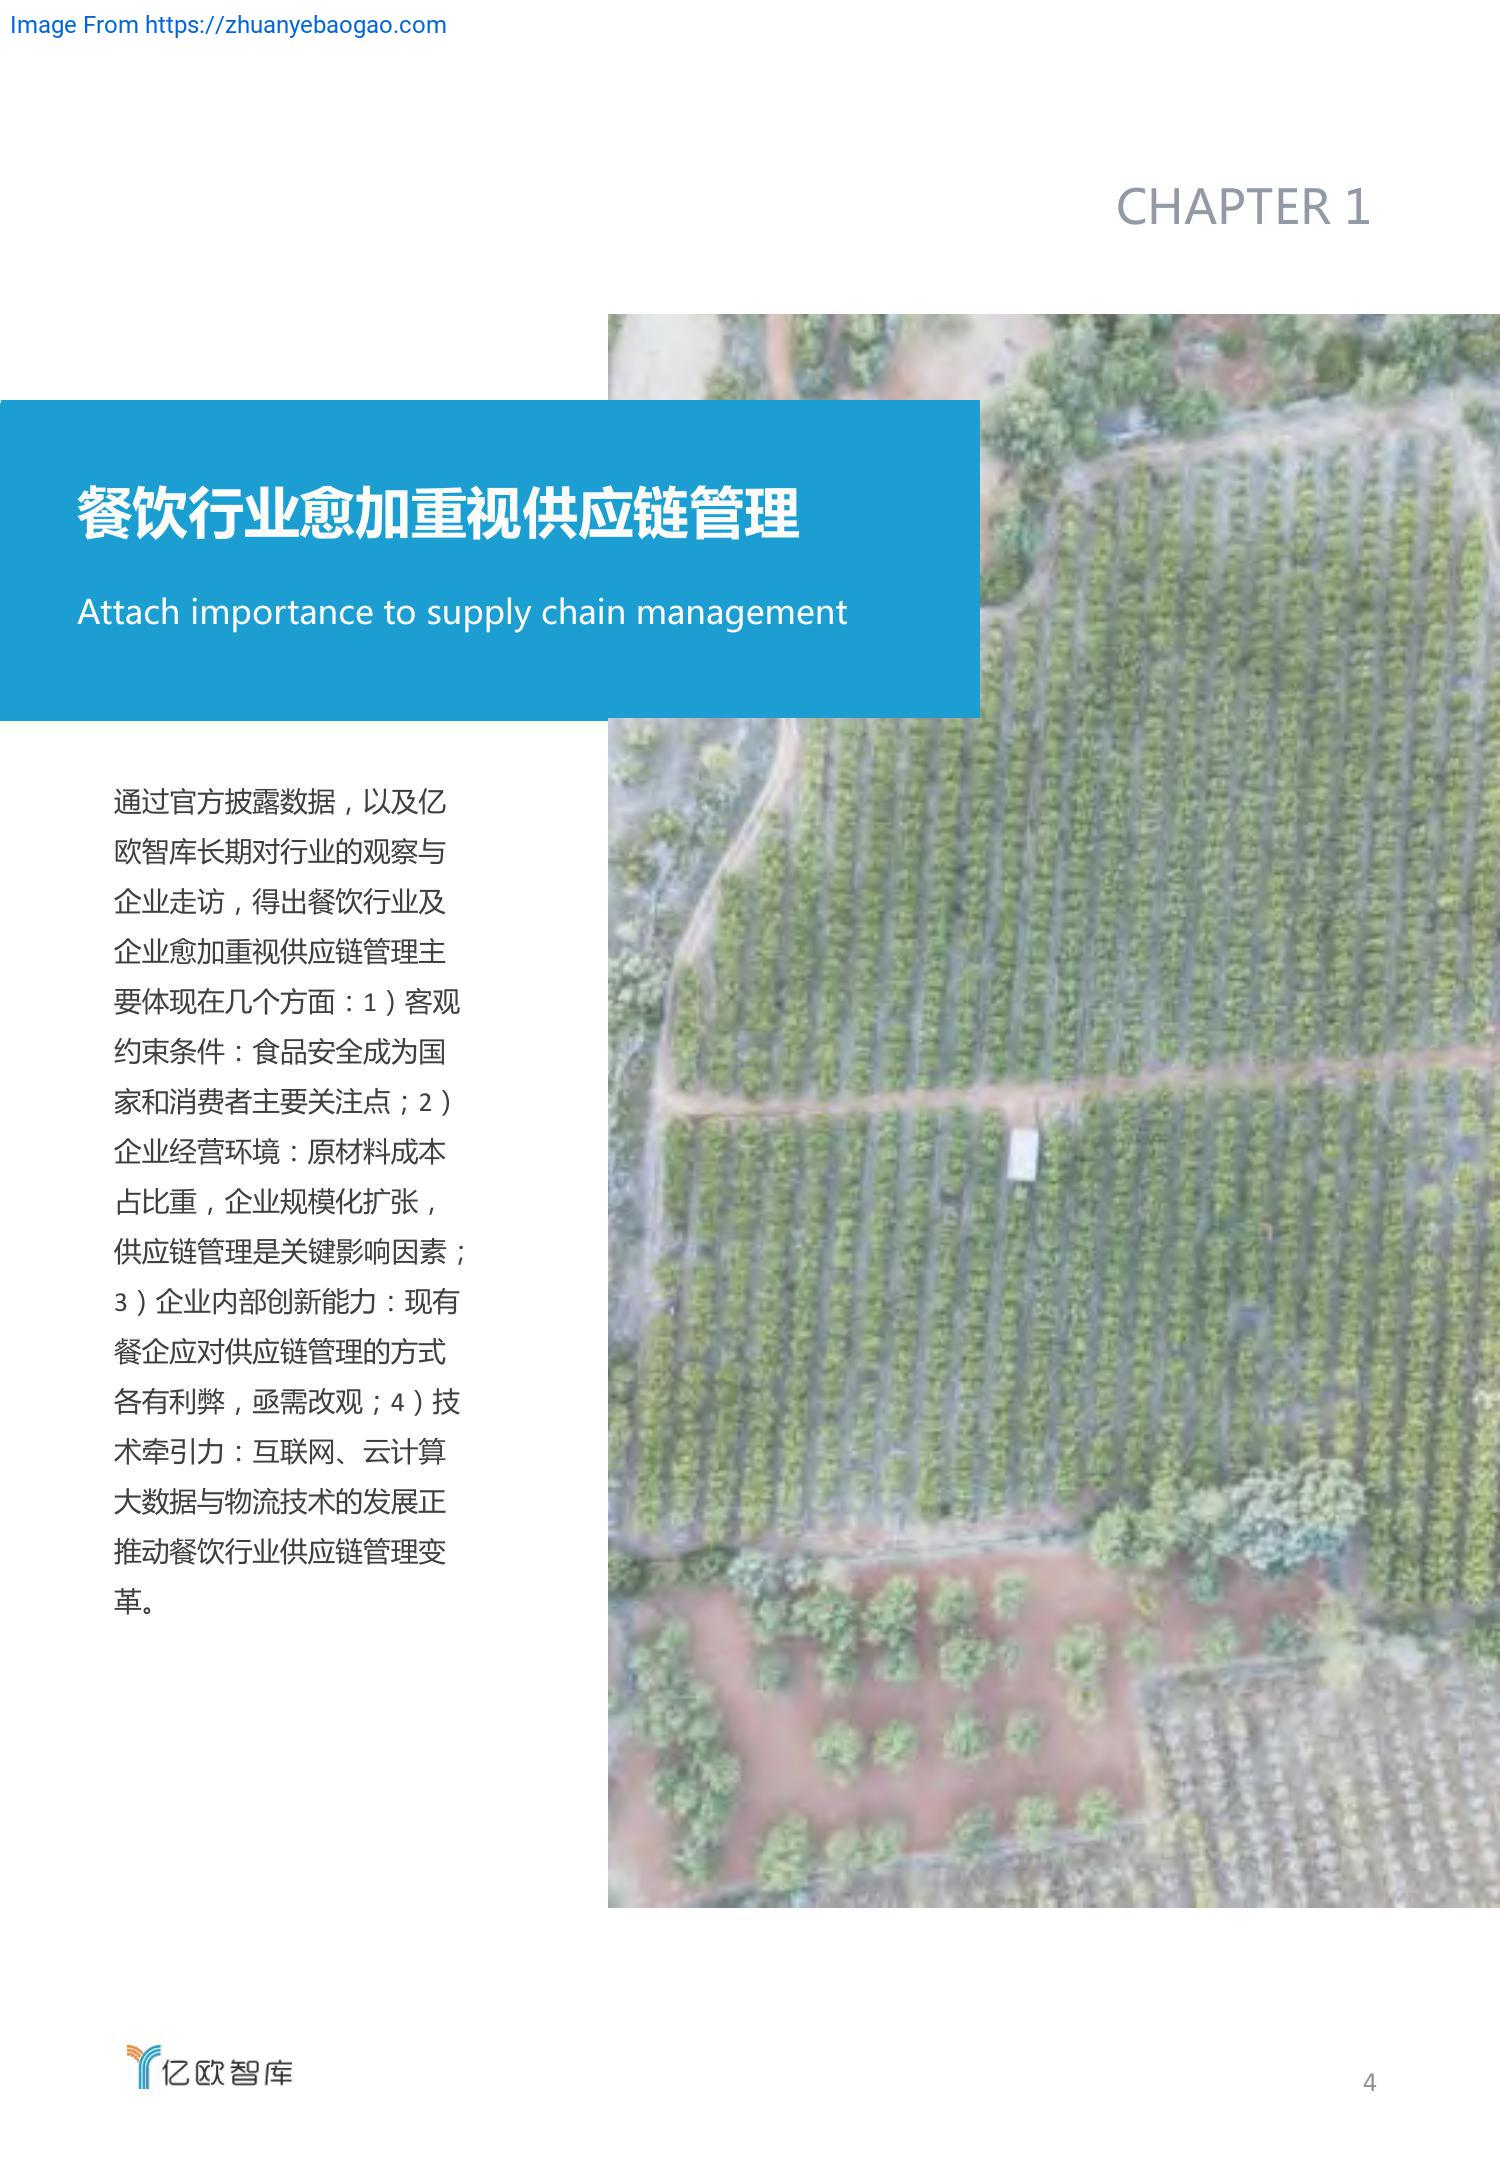 Image From https://zhuanyebaogao.com
CHAPTER 1
餐饮行业愈加重视供应链管理
Attach importance to supply chain management
通过官方披露数据，以及亿
欧智库长期对行业的观察与
企业走访，得出餐饮行业及
企业愈加重视供应链管理主
要体现在几个方面：1）客观
约束条件：食品安全成为国
家和消费者主要关注点；2）
企业经营环境：原材料成本
占比重，企业规模化扩张，
供应链管理是关键影响因素；
3）企业内部创新能力：现有
餐企应对供应链管理的方式
各有利弊，亟需改观；4）技
术牵引力：互联网、云计算
大数据与物流技术的发展正
推动餐饮行业供应链管理变
革。
亿欧智库
4